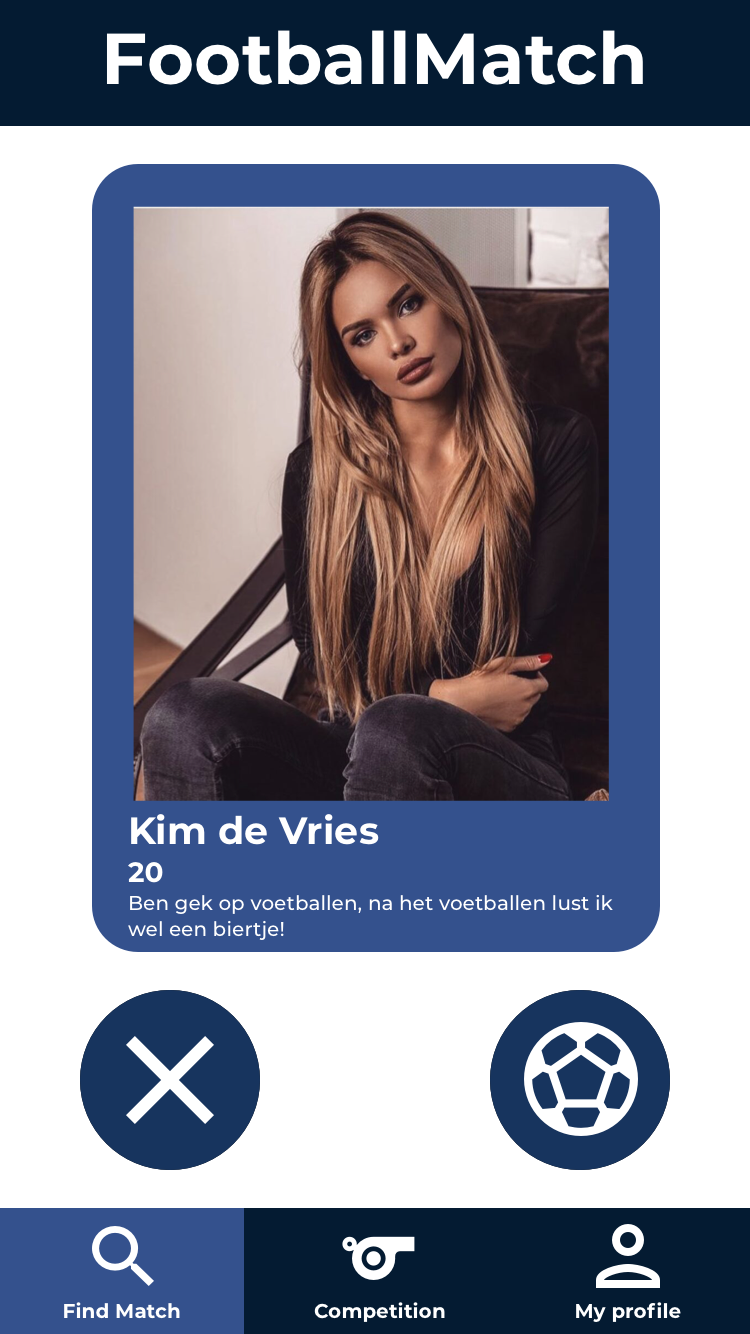 FootballMatch
Kim de Vries
20
Ben gek op voetballen, na het voetballen lust ik
wel een biertje!
Find Match
Competition
My profile